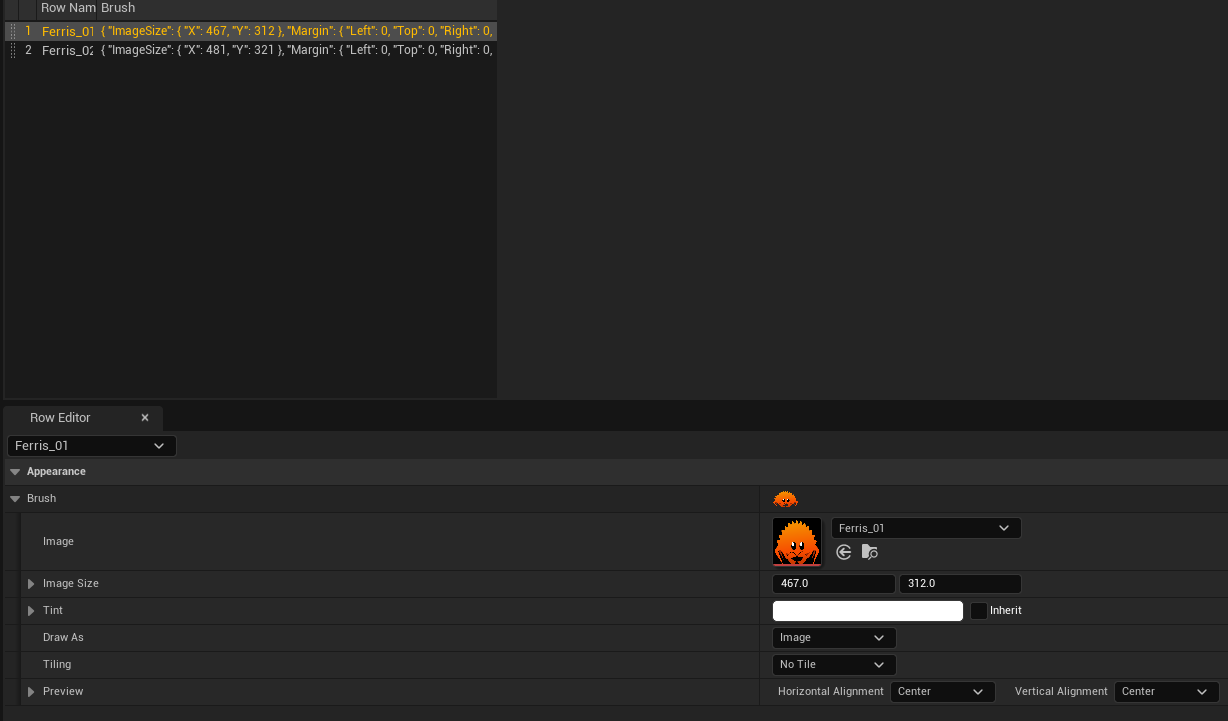 Row Nam Brush
1 Ferris_01 { "ImageSize": { "X": 467, "Y": 312 }, "Margin": { "Left": 0, "Top": 0, "Right": 0,
2 Ferris_02 { "ImageSize": { "X": 481, "Y": 321 }, "Margin": { "Left": 0, "Top": 0, "Right": 0,
Row Editor
Ferris_01
Appearance
Brush
Image Ferris_01
Image Size 467.0 312.0
Tint Inherit
Draw As Image
Tiling No Tile
Preview Horizontal Alignment Center Vertical Alignment Center